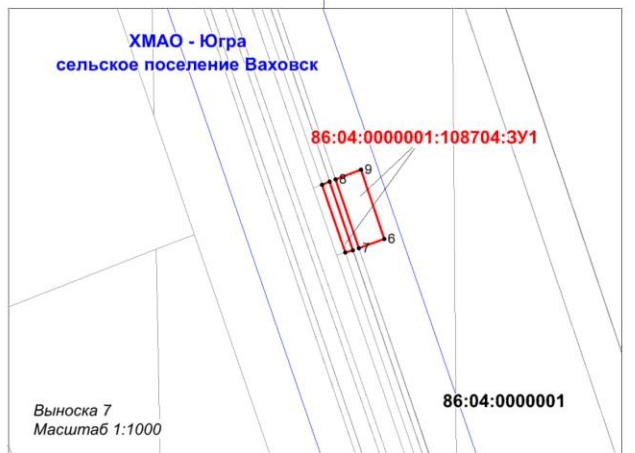 ХМАО - Югра
сельское поселение Ваховск
86:04:0000001:108704:ЗУ1
9
8
6
7
86:04:0000001
Выноска 7
Масштаб 1:1000